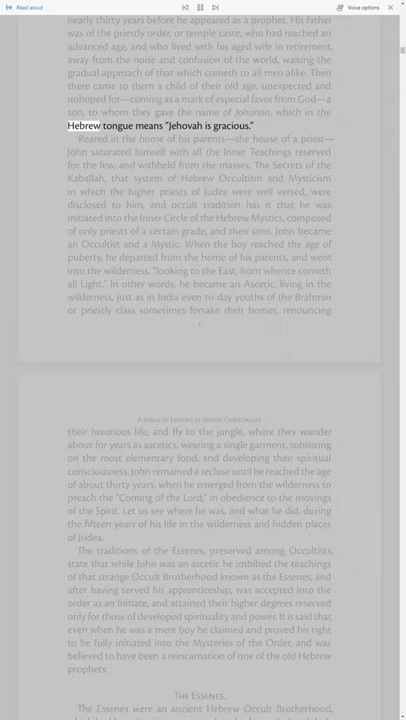 Read aloud
Voice options
nearly thirty years before he appeared as a prophet. His father
was of the priestly order, or temple caste, who had reached an
advanced age, and who lived with his aged wife in retirement,
away from the noise and confusion of the world, waiting the
gradual approach of that which cometh to all men alike. Then
there came to them a child of their old age, unexpected and
unhoped for—coming as a mark of especial favor from God—a
son, to whom they gave the name of Johanan, which in the
Hebrew tongue means "Jehovah is gracious."
Reared in the home of his parents—the house of a priest—
John saturated himself with all the Inner Teachings reserved
for the few, and withheld from the masses. The Secrets of the
Kaballah, that system of Hebrew Occultism and Mysticism
in which the higher priests of Judea were well versed, were
disclosed to him, and occult tradition has it that he was
initiated into the Inner Circle of the Hebrew Mystics, composed
of only priests of a certain grade, and their sons. John became
an Occultist and a Mystic. When the boy reached the age of
puberty, he departed from the home of his parents, and went
into the wilderness, "looking to the East, from whence cometh
all Light." In other words, he became an Ascetic, living in the
wilderness, just as in India even to-day youths of the Brahmin
or priestly class sometimes forsake their homes, renouncing
A Series of Lessons in Mystic Christianity
their luxurious life, and fly to the jungle, where they wander
about for years as ascetics, wearing a single garment, subsisting
on the most elementary food, and developing their spiritual
consciousness. John remained a recluse until he reached the age
of about thirty years, when he emerged from the wilderness to
preach the "Coming of the Lord," in obedience to the movings
of the Spirit. Let us see where he was, and what he did, during
the fifteen years of his life in the wilderness and hidden places
of Judea.
The traditions of the Essenes, preserved among Occultists,
state that while John was an ascetic he imbibed the teachings
of that strange Occult Brotherhood known as the Essenes, and
after having served his apprenticeship, was accepted into the
order as an Initiate, and attained their higher degrees reserved
only for those of developed spirituality and power. It is said that
even when he was a mere boy he claimed and proved his right
to be fully initiated into the Mysteries of the Order, and was
believed to have been a reincarnation of one of the old Hebrew
prophets.
The Essenes.
The Essenes were an ancient Hebrew Occult Brotherhood,